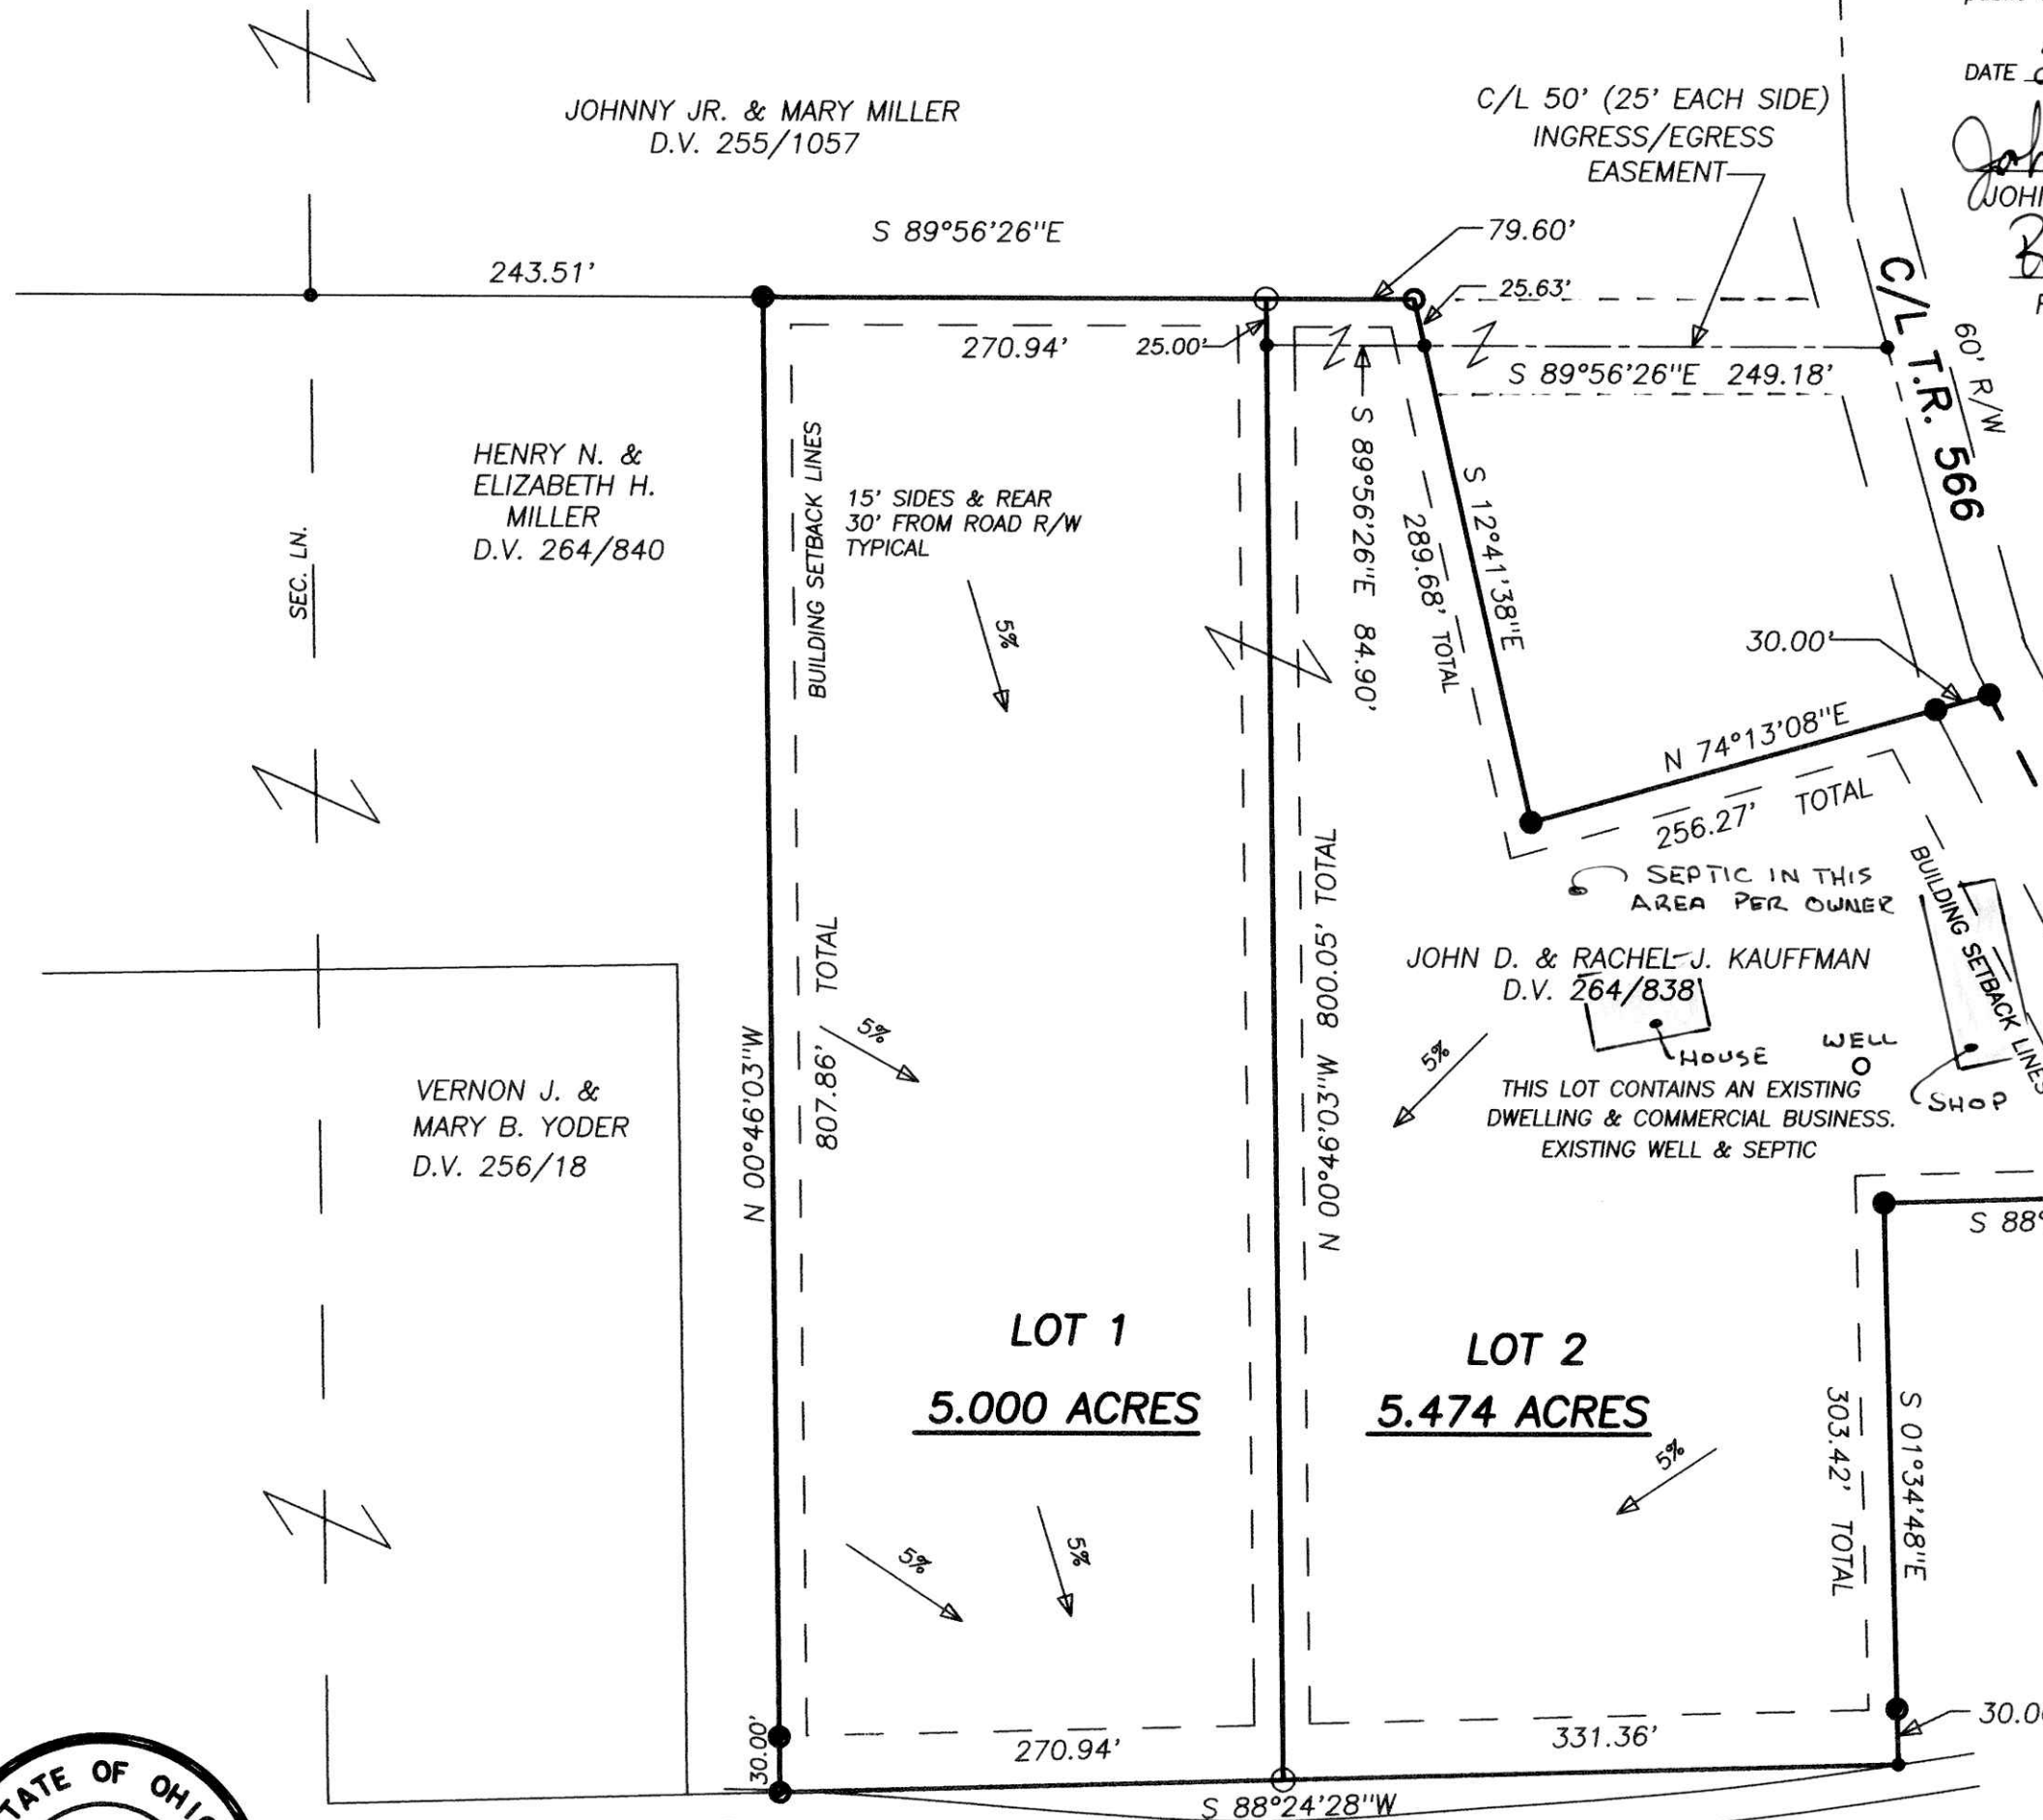 DATE
JOHNNY JR. & MARY MILLER
D.V. 255/1057
C/L 50' (25' EACH SIDE)
INGRESS/EGRESS
EASEMENT
S 89°56'26"E
79.60'
243.51'
25.63'
270.94'
25.00'
S 89°56'26"E 249.18'
C/L T.R. 566
60' R/W
HENRY N. &
ELIZABETH H.
MILLER
D.V. 264/840
SEC. LN.
BUILDING SETBACK LINES
15' SIDES & REAR
30' FROM ROAD R/W
TYPICAL
5%
S 89°56'26"E 84.90'
289.68' TOTAL
S 12°41'38"E
30.00'
N 74°13'08"E
256.27' TOTAL
SEPTIC IN THIS
AREA PER OWNER
BUILDING SETBACK LINES
JOHN D. & RACHEL J. KAUFFMAN
D.V. 264/838
HOUSE
WELL
SHOP
5%
THIS LOT CONTAINS AN EXISTING
DWELLING & COMMERCIAL BUSINESS.
EXISTING WELL & SEPTIC
N 00°46'03"W
807.86' TOTAL
5%
N 00°46'03"W 800.05' TOTAL
VERNON J. &
MARY B. YODER
D.V. 256/18
S 88°
LOT 1
5.000 ACRES
LOT 2
5.474 ACRES
303.42' TOTAL
S 01°34'48"E
5%
5%
5%
30.00'
270.94'
331.36'
30.0
S 88°24'28"W
TATE OF OHIO